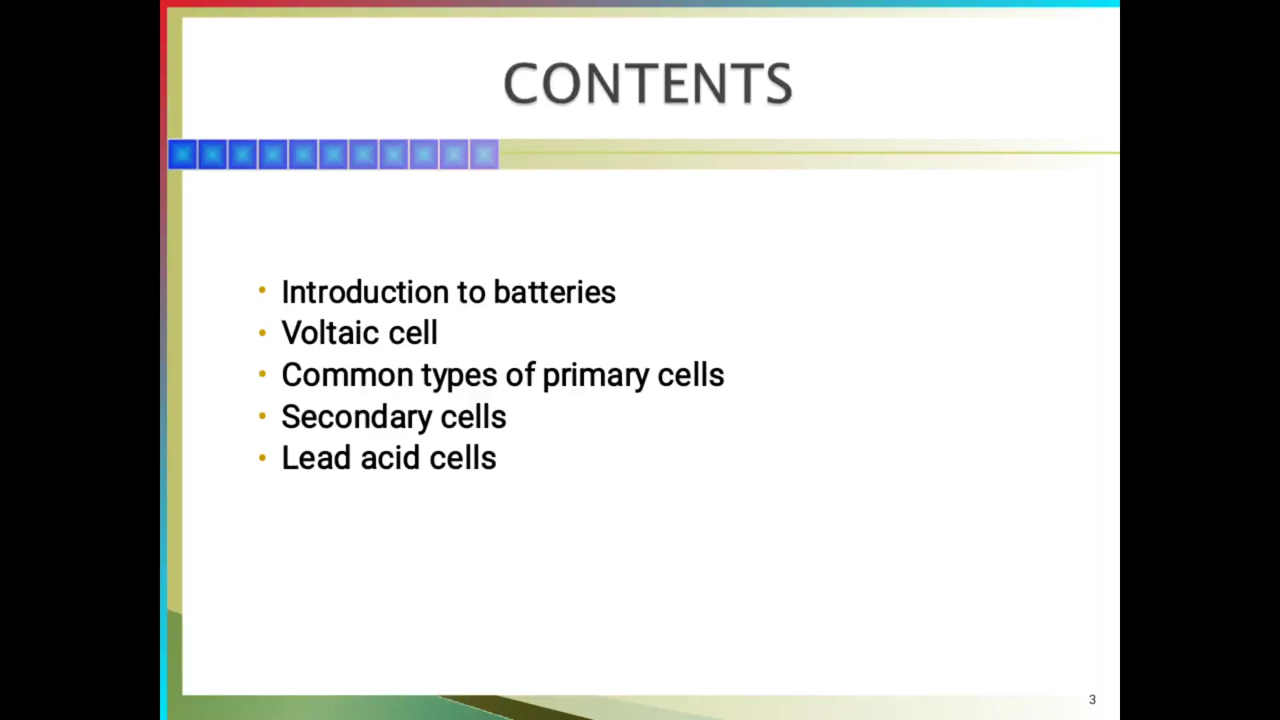 CONTENTS
• Introduction to batteries
• Voltaic cell
• Common types of primary cells
• Secondary cells
• Lead acid cells
3